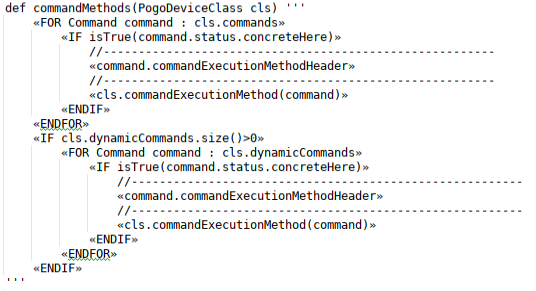 def commandMethods(PogoDeviceClass cls) '''
«FOR Command command : cls.commands»
«IF isTrue(command.status.concreteHere)»
//--------------------------------------------------------
«command.commandExecutionMethodHeader»
//--------------------------------------------------------
«cls.commandExecutionMethod(command)»
«ENDIF»
«ENDFOR»
«IF cls.dynamicCommands.size()>0»
«FOR Command command : cls.dynamicCommands»
«IF isTrue(command.status.concreteHere)»
//--------------------------------------------------------
«command.commandExecutionMethodHeader»
//--------------------------------------------------------
«cls.commandExecutionMethod(command)»
«ENDIF»
«ENDFOR»
«ENDIF»
'''